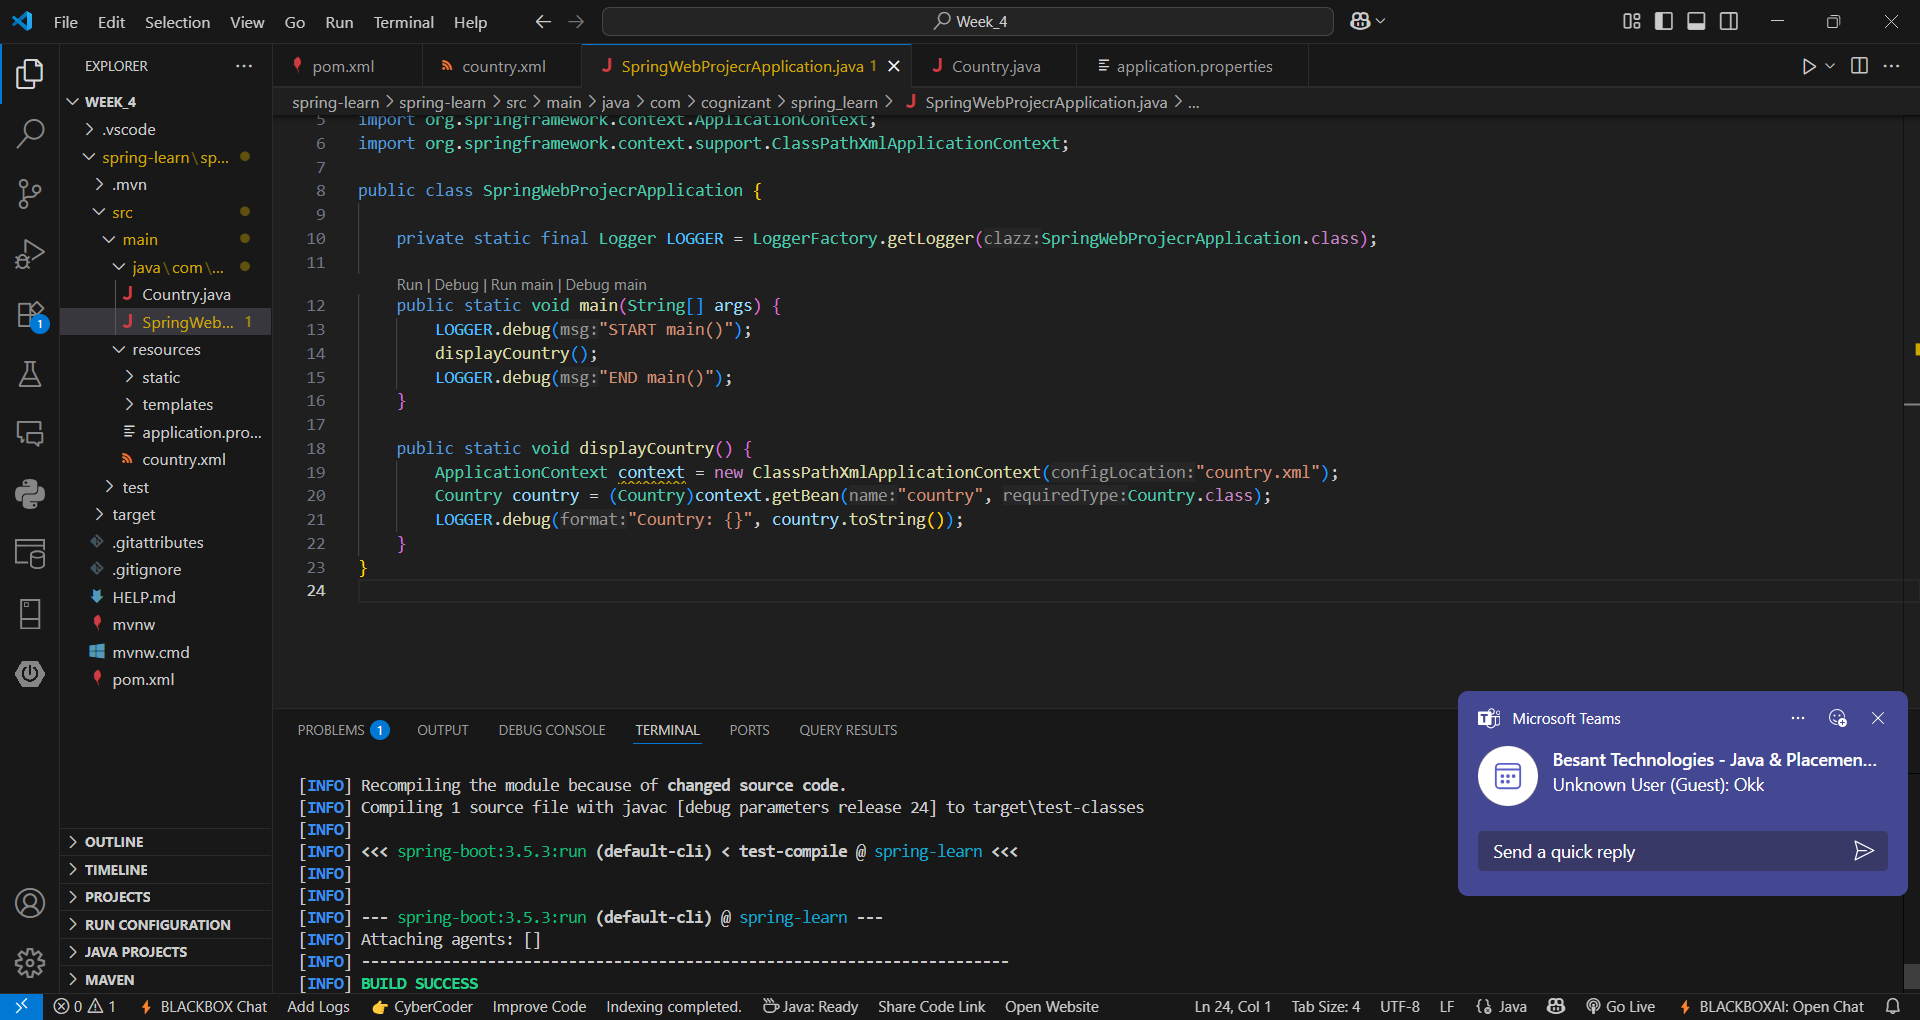 File Edit Selection View Go Run Terminal Help
Week_4
EXPLORER
pom.xml
country.xml
SpringWebProjecrApplication.java 1
Country.java
application.properties
spring-learn > spring-learn > src > main > java > com > cognizant > spring_learn > SpringWebProjecrApplication.java > ...
WEEK_4
.vscode
spring-learn\sp...
.mvn
src
main
java\com\...
Country.java
SpringWeb... 1
resources
static
templates
application.pro...
country.xml
test
target
.gitattributes
.gitignore
HELP.md
mvnw
mvnw.cmd
pom.xml
OUTLINE
TIMELINE
PROJECTS
RUN CONFIGURATION
JAVA PROJECTS
MAVEN
1
5 import org.springframework.context.ApplicationContext;
6 import org.springframework.context.support.ClassPathXmlApplicationContext;
7
8 public class SpringWebProjecrApplication {
9
10 private static final Logger LOGGER = LoggerFactory.getLogger(clazz:SpringWebProjecrApplication.class);
11
Run | Debug | Run main | Debug main
12 public static void main(String[] args) {
13 LOGGER.debug(msg:"START main()");
14 displayCountry();
15 LOGGER.debug(msg:"END main()");
16 }
17
18 public static void displayCountry() {
19 ApplicationContext context = new ClassPathXmlApplicationContext(configLocation:"country.xml");
20 Country country = (Country)context.getBean(name:"country", requiredType:Country.class);
21 LOGGER.debug(format:"Country: {}", country.toString());
22 }
23 }
24
PROBLEMS 1 OUTPUT DEBUG CONSOLE TERMINAL PORTS QUERY RESULTS
[INFO] Recompiling the module because of changed source code.
[INFO] Compiling 1 source file with javac [debug parameters release 24] to target\test-classes
[INFO]
[INFO] <<< spring-boot:3.5.3:run (default-cli) < test-compile @ spring-learn <<<
[INFO]
[INFO]
[INFO] --- spring-boot:3.5.3:run (default-cli) @ spring-learn ---
[INFO] Attaching agents: []
[INFO] ------------------------------------------------------------------------
[INFO] BUILD SUCCESS
Microsoft Teams
Besant Technologies - Java & Placemen...
Unknown User (Guest): Okk
Send a quick reply
0 1 BLACKBOX Chat Add Logs CyberCoder Improve Code Indexing completed. Java: Ready Share Code Link Open Website Ln 24, Col 1 Tab Size: 4 UTF-8 LF {} Java Go Live BLACKBOXAI: Open Chat